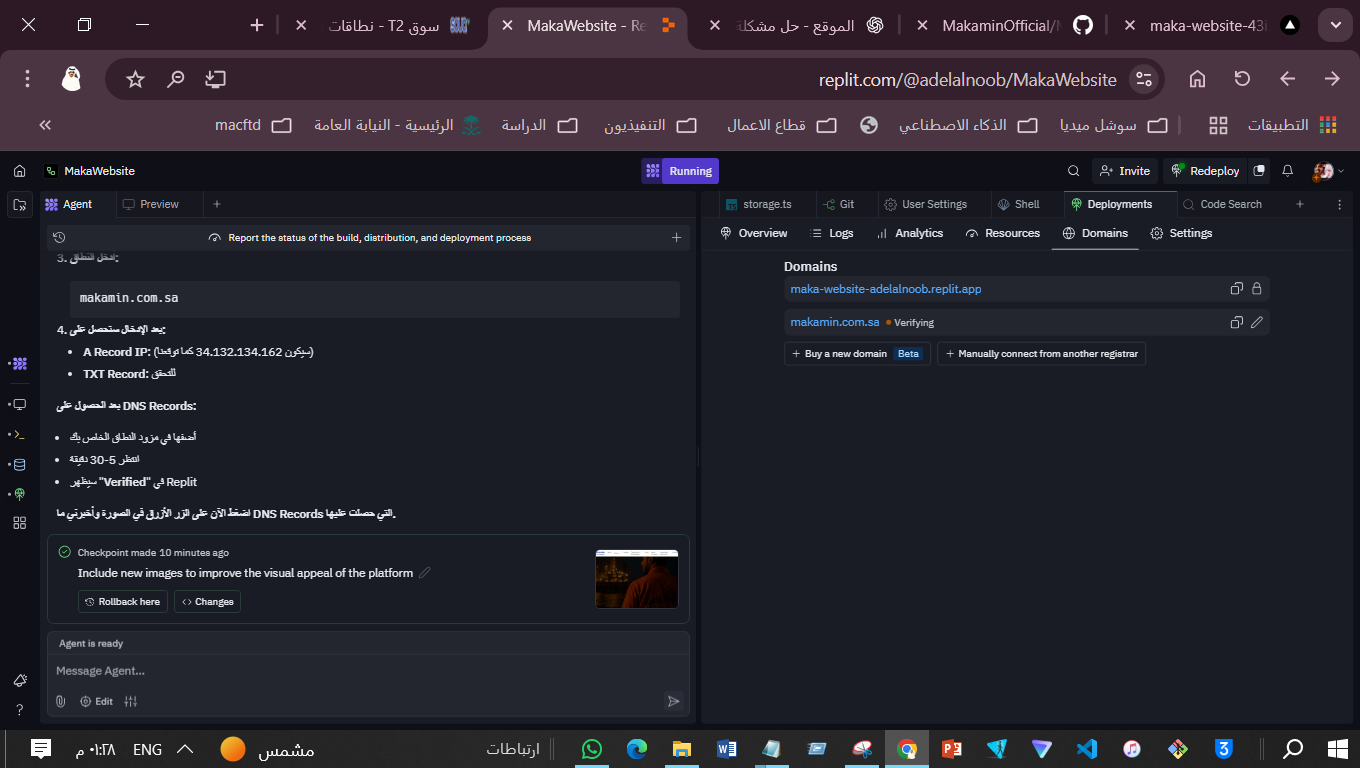 سوق T2 - نطاقات
MakaWebsite - Re
الموقع - حل مشكلة
MakaminOfficial/M
maka-website-43i
replit.com/@adelalnoob/MakaWebsite
التطبيقات
سوشل ميديا
الذكاء الاصطناعي
قطاع الاعمال
التنفيذيون
الدراسة
الرئيسية - النيابة العامة
macftd
MakaWebsite
Running
Invite
Redeploy
Agent
Preview
storage.ts
Git
User Settings
Shell
Deployments
Code Search
Report the status of the build, distribution, and deployment process
Overview
Logs
Analytics
Resources
Domains
Settings
3. أدخل النطاق:
makamin.com.sa
4. بعد الإدخال ستحصل على:
A Record IP: (سيكون 34.132.134.162 كما توقعنا)
TXT Record: للتحقق
بعد الحصول على DNS Records:
أضفها في مزود النطاق الخاص بك
انتظر 5-30 دقيقة
سيظهر "Verified" في Replit
اضغط الآن على الزر الأزرق في الصورة وأخبرني ما DNS Records التي حصلت عليها.
Checkpoint made 10 minutes ago
Include new images to improve the visual appeal of the platform
Rollback here
Changes
Agent is ready
Message Agent...
Edit
Domains
maka-website-adelalnoob.replit.app
makamin.com.sa
Verifying
Buy a new domain
Beta
Manually connect from another registrar
٠١:٢٨ م
ENG
مشمس
ارتباطات